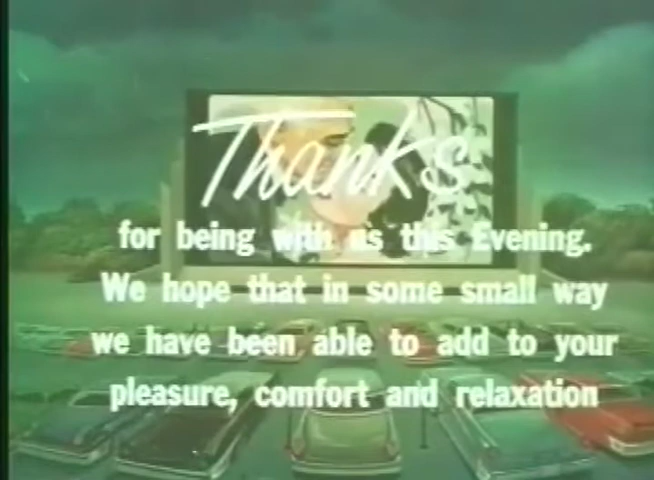 Thanks
for being with us this Evening.
We hope that in some small way
we have been able to add to your
pleasure, comfort and relaxation